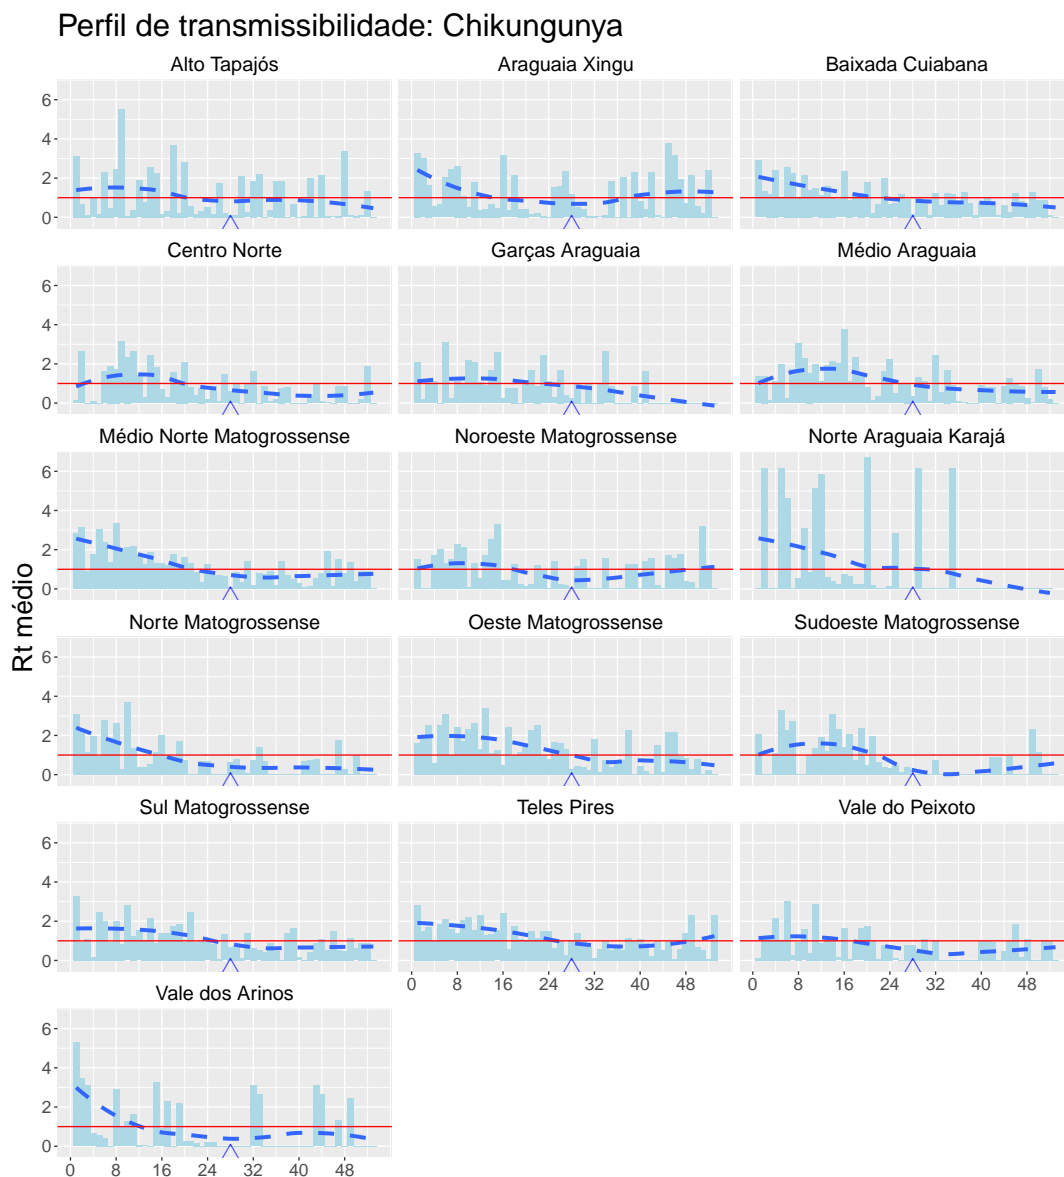 Perfil de transmissibilidade: Chikungunya
Alto Tapajós Araguaia Xingu Baixada Cuiabana
6
4
2
0
Centro Norte Garças Araguaia Médio Araguaia
6
4
2
0
Médio Norte Matogrossense Noroeste Matogrossense Norte Araguaia Karajá
6
4
2
0
Rt médio
Norte Matogrossense Oeste Matogrossense Sudoeste Matogrossense
6
4
2
0
Sul Matogrossense Teles Pires Vale do Peixoto
6
4
2
0
0 8 16 24 32 40 48 0 8 16 24 32 40 48
Vale dos Arinos
6
4
2
0
0 8 16 24 32 40 48